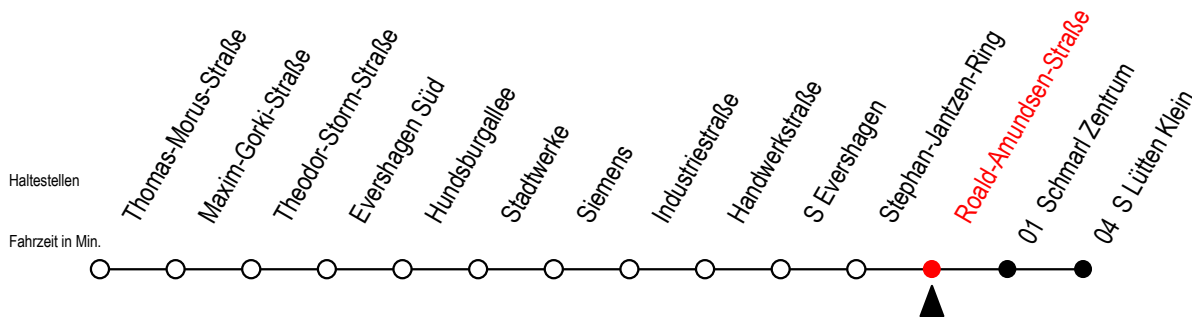 Haltestellen
Fahrzeit in Min.
Thomas-Morus-Straße
Maxim-Gorki-Straße
Theodor-Storm-Straße
Evershagen Süd
Hundsburgallee
Stadtwerke
Siemens
Industriestraße
Handwerkstraße
S Evershagen
Stephan-Jantzen-Ring
Roald-Amundsen-Straße
01 Schmarl Zentrum
04 S Lütten Klein